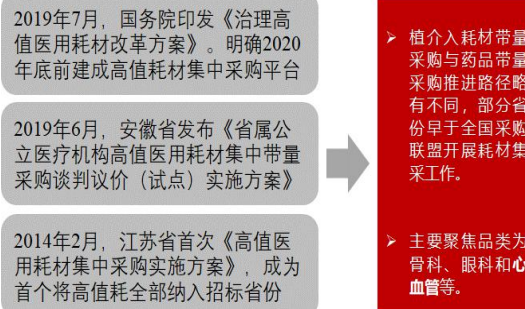 2019年7月，国务院印发《治理高
值医用耗材改革方案》。明确2020
年底前建成高值耗材集中采购平台
2019年6月，安徽省发布《省属公
立医疗机构高值医用耗材集中带量
采购谈判议价（试点）实施方案》
2014年2月，江苏省首次《高值医
用耗材集中采购实施方案》，成为
首个将高值耗全部纳入招标省份
➢ 植介入耗材带量
采购与药品带量
采购推进路径略
有不同，部分省
份早于全国采购
联盟开展耗材集
采工作。
➢ 主要聚焦品类为
骨科、眼科和心
血管等。